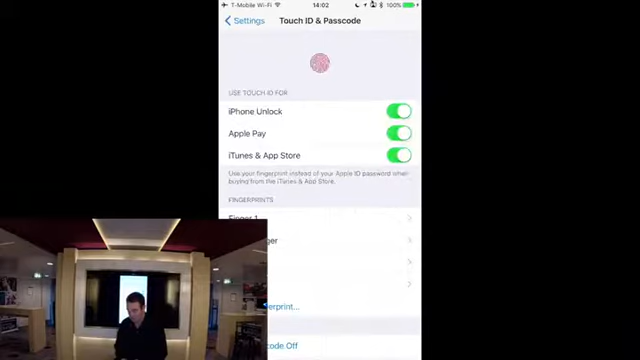 T-Mobile Wi-Fi 14:02 100%
Settings Touch ID & Passcode
USE TOUCH ID FOR:
iPhone Unlock
Apple Pay
iTunes & App Store
Use your fingerprint instead of your Apple ID password when
buying from the iTunes & App Store.
FINGERPRINTS
Finger 1
ger
erprint...
code Off